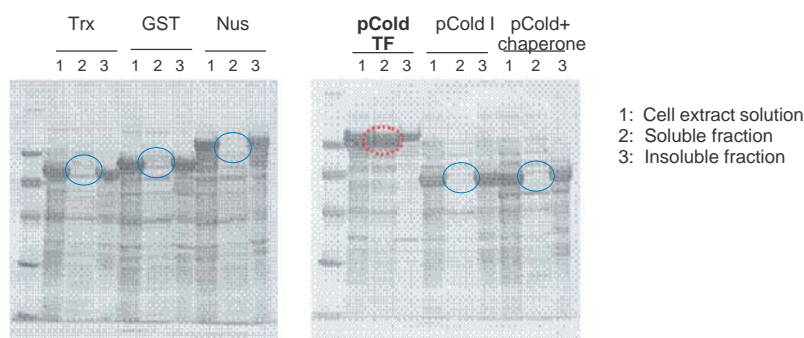 Trx GST Nus
1 2 3 1 2 3 1 2 3
pCold TF pCold I pCold+ chaperone
1 2 3 1 2 3 1 2 3
1: Cell extract solution
2: Soluble fraction
3: Insoluble fraction